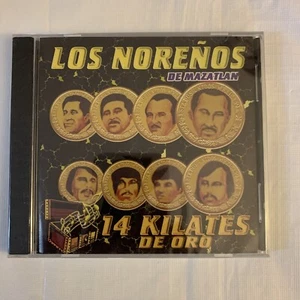 LOS NOREÑOS
DE MAZATLAN
14 KILATES
DE ORO